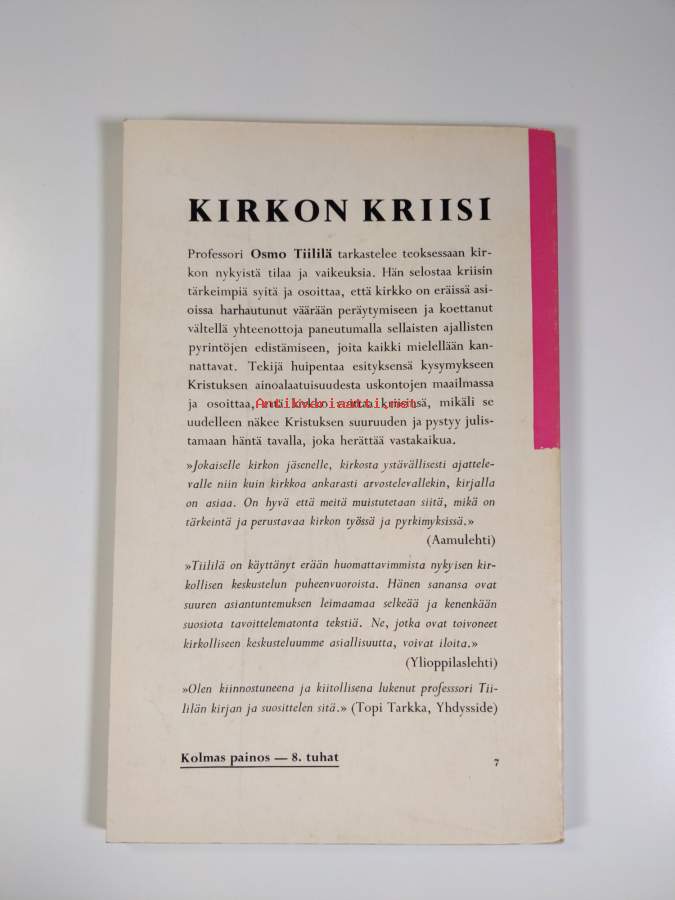 KIRKON KRIISI
Professori Osmo Tiililä tarkastelee teoksessaan kir-
kon nykyistä tilaa ja vaikeuksia. Hän selostaa kriisin
tärkeimpiä syitä ja osoittaa, että kirkko on eräissä asi-
oissa harhautunut väärään peräytymiseen ja koettanut
vältellä yhteenottoja paneutumalla sellaisten ajallisten
pyrintöjen edistämiseen, joita kaikki mielellään kan-
nattavat. Tekijä huipentaa esityksensä kysymykseen
Kristuksen ainoalaatuisuudesta uskontojen maailmassa
ja osoittaa, että kirkko kriisinsä, mikäli se
Antikvariaatti.net
uudelleen näkee Kristuksen suuruuden ja pystyy julis-
tamaan häntä tavalla, joka herättää vastakaikua.
»Jokaiselle kirkon jäsenelle, kirkosta ystävällisesti ajattele-
valle niin kuin kirkkoa ankarasti arvostelevallekin, kirjalla
on asiaa. On hyvä että meitä muistutetaan siitä, mikä on
tärkeintä ja perustavaa kirkon työssä ja pyrkimyksissä.»
(Aamulehti)
»Tiililä on käyttänyt erään huomattavimmista nykyisen kir-
kollisen keskustelun puheenvuoroista. Hänen sanansa ovat
suuren asiantuntemuksen leimaamaa selkeää ja kenenkään
suosiota tavoittelematonta tekstiä. Ne, jotka ovat toivoneet
kirkolliseen keskusteluumme asiallisuutta, voivat iloita.»
(Ylioppilaslehti)
»Olen kiinnostuneena ja kiitollisena lukenut professsori Tii-
lilän kirjan ja suosittelen sitä.» (Topi Tarkka, Yhdysside)
Kolmas painos — 8. tuhat
7